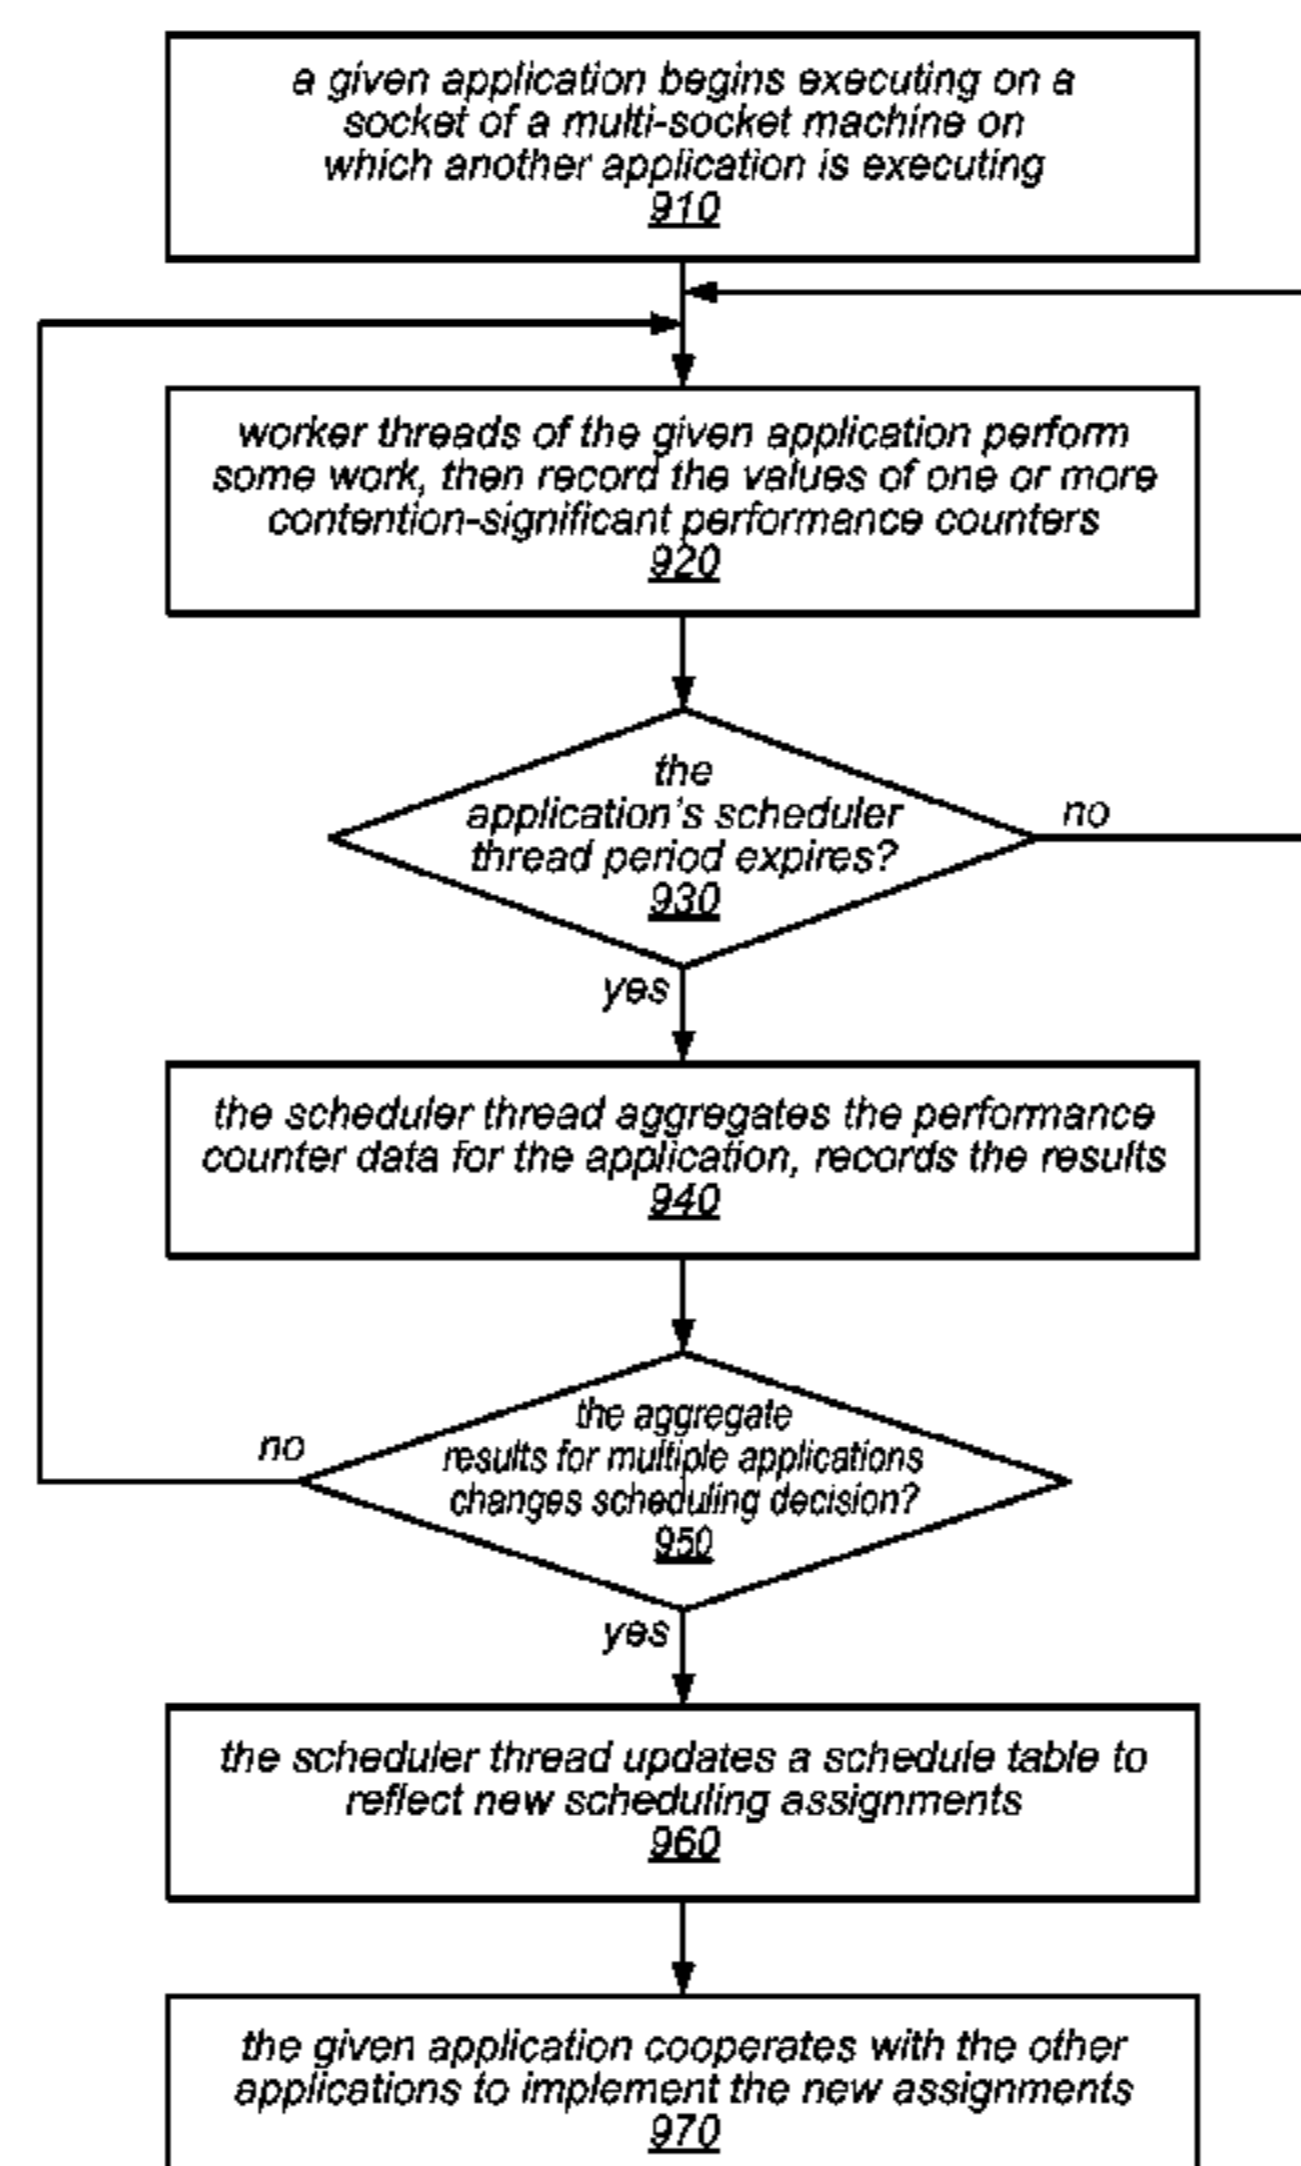 a given application begins executing on a
socket of a multi-socket machine on
which another application is executing
910
worker threads of the given application perform
some work, then record the values of one or more
contention-significant performance counters
920
the
application's scheduler
thread period expires?
930
no
yes
the scheduler thread aggregates the performance
counter data for the application, records the results
940
the aggregate
results for multiple applications
changes scheduling decision?
950
no
yes
the scheduler thread updates a schedule table to
reflect new scheduling assignments
960
the given application cooperates with the other
applications to implement the new assignments
970